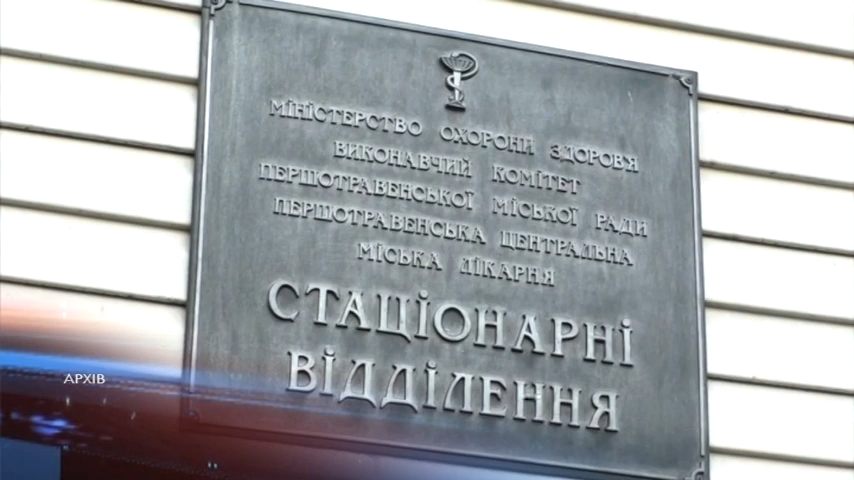 МІНІСТЕРСТВО ОХОРОНИ ЗДОРОВЯ
ВИКОНАВЧИЙ КОМІТЕТ
ПЕРШОТРАВЕНСЬКОЇ МІСЬКОЇ РАДИ
ПЕРШОТРАВЕНСЬКА ЦЕНТРАЛЬНА
МІСЬКА ЛІКАРНЯ
СТАЦІОНАРНІ
ВІДДІЛЕННЯ
АРХІВ